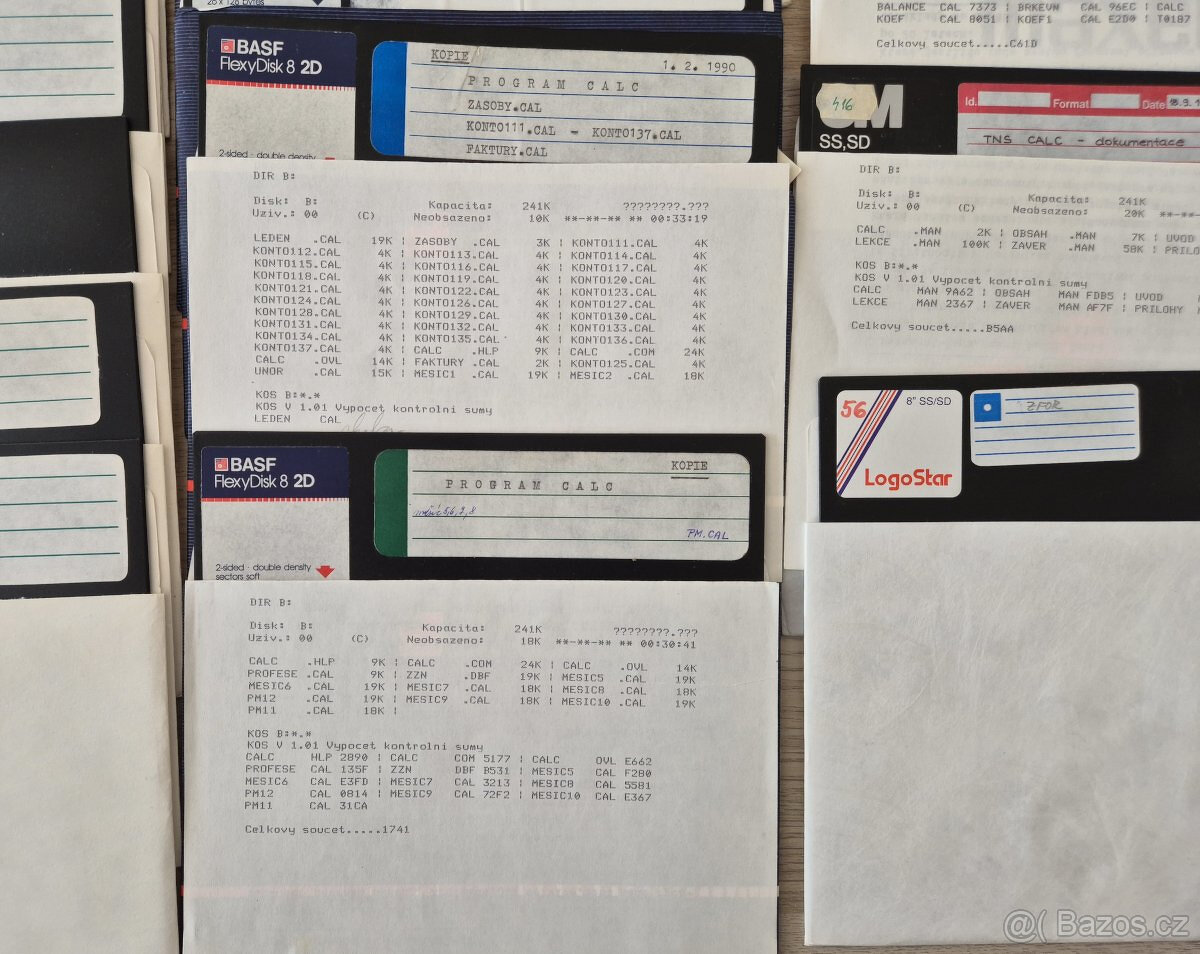 26 x 128 bytes
BASF
FlexyDisk 8 2D
2-sided · double density
KOPIE
1. 2. 1990
PROGRAM CALC
ZASOBY.CAL
KONTO111.CAL - KONTO137.CAL
FAKTURY.CAL
DIR B:
Disk: B: Kapacita: 241K ????????.???
Uziv.: 00 (C) Neobsazeno: 10K **-**-** ** 00:33:19
LEDEN .CAL 19K | ZASOBY .CAL 3K | KONTO111.CAL 4K
KONTO112.CAL 4K | KONTO113.CAL 4K | KONTO114.CAL 4K
KONTO115.CAL 4K | KONTO116.CAL 4K | KONTO117.CAL 4K
KONTO118.CAL 4K | KONTO119.CAL 4K | KONTO120.CAL 4K
KONTO121.CAL 4K | KONTO122.CAL 4K | KONTO123.CAL 4K
KONTO124.CAL 4K | KONTO126.CAL 4K | KONTO127.CAL 4K
KONTO128.CAL 4K | KONTO129.CAL 4K | KONTO130.CAL 4K
KONTO131.CAL 4K | KONTO132.CAL 4K | KONTO133.CAL 4K
KONTO134.CAL 4K | KONTO135.CAL 4K | KONTO136.CAL 4K
KONTO137.CAL 4K | CALC .HLP 9K | CALC .COM 24K
CALC .OVL 14K | FAKTURY .CAL 2K | KONTO125.CAL 4K
UNOR .CAL 15K | MESIC1 .CAL 19K | MESIC2 .CAL 18K
KOS B:*.*
KOS V 1.01 Vypocet kontrolni sumy
LEDEN CAL
BASF
FlexyDisk 8 2D
2-sided · double density
sectors soft
KOPIE
PROGRAM CALC
PM.CAL
DIR B:
Disk: B: Kapacita: 241K ????????.???
Uziv.: 00 (C) Neobsazeno: 18K **-**-** ** 00:30:41
CALC .HLP 9K | CALC .COM 24K | CALC .OVL 14K
PROFESE .CAL 9K | ZZN .DBF 19K | MESIC5 .CAL 19K
MESIC6 .CAL 19K | MESIC7 .CAL 18K | MESIC8 .CAL 18K
PM12 .CAL 19K | MESIC9 .CAL 18K | MESIC10 .CAL 19K
PM11 .CAL 18K |
KOS B:*.*
KOS V 1.01 Vypocet kontrolni sumy
CALC HLP 2890 | CALC COM 5177 | CALC OVL E662
PROFESE CAL 135F | ZZN DBF B531 | MESIC5 CAL F280
MESIC6 CAL E3FD | MESIC7 CAL 3213 | MESIC8 CAL 5581
PM12 CAL 0814 | MESIC9 CAL 72F2 | MESIC10 CAL E367
PM11 CAL 31CA
Celkovy soucet.....1741
BALANCE CAL 7373 | BRKEVN CAL 96EC | CALC
KOEF CAL 8051 | KOEF1 CAL E2D0 | T0187
Celkovy soucet.....C61D
416
SS,SD
Id. Format Date
TNS CALC - dokumentace
DIR B:
Disk: B: Kapacita: 241K
Uziv.: 00 (C) Neobsazeno: 20K **--
CALC .MAN 2K | OBSAH .MAN 7K | UVOD
LEKCE .MAN 100K | ZAVER .MAN 58K | PRILO
KOS B:*.*
KOS V 1.01 Vypocet kontrolni sumy
CALC MAN 9A62 | OBSAH MAN FDB5 | UVOD
LEKCE MAN 2367 | ZAVER MAN AF7F | PRILOHY
Celkovy soucet.....B5AA
56
8" SS/SD
LogoStar
ZFOR
@( Bazos.cz